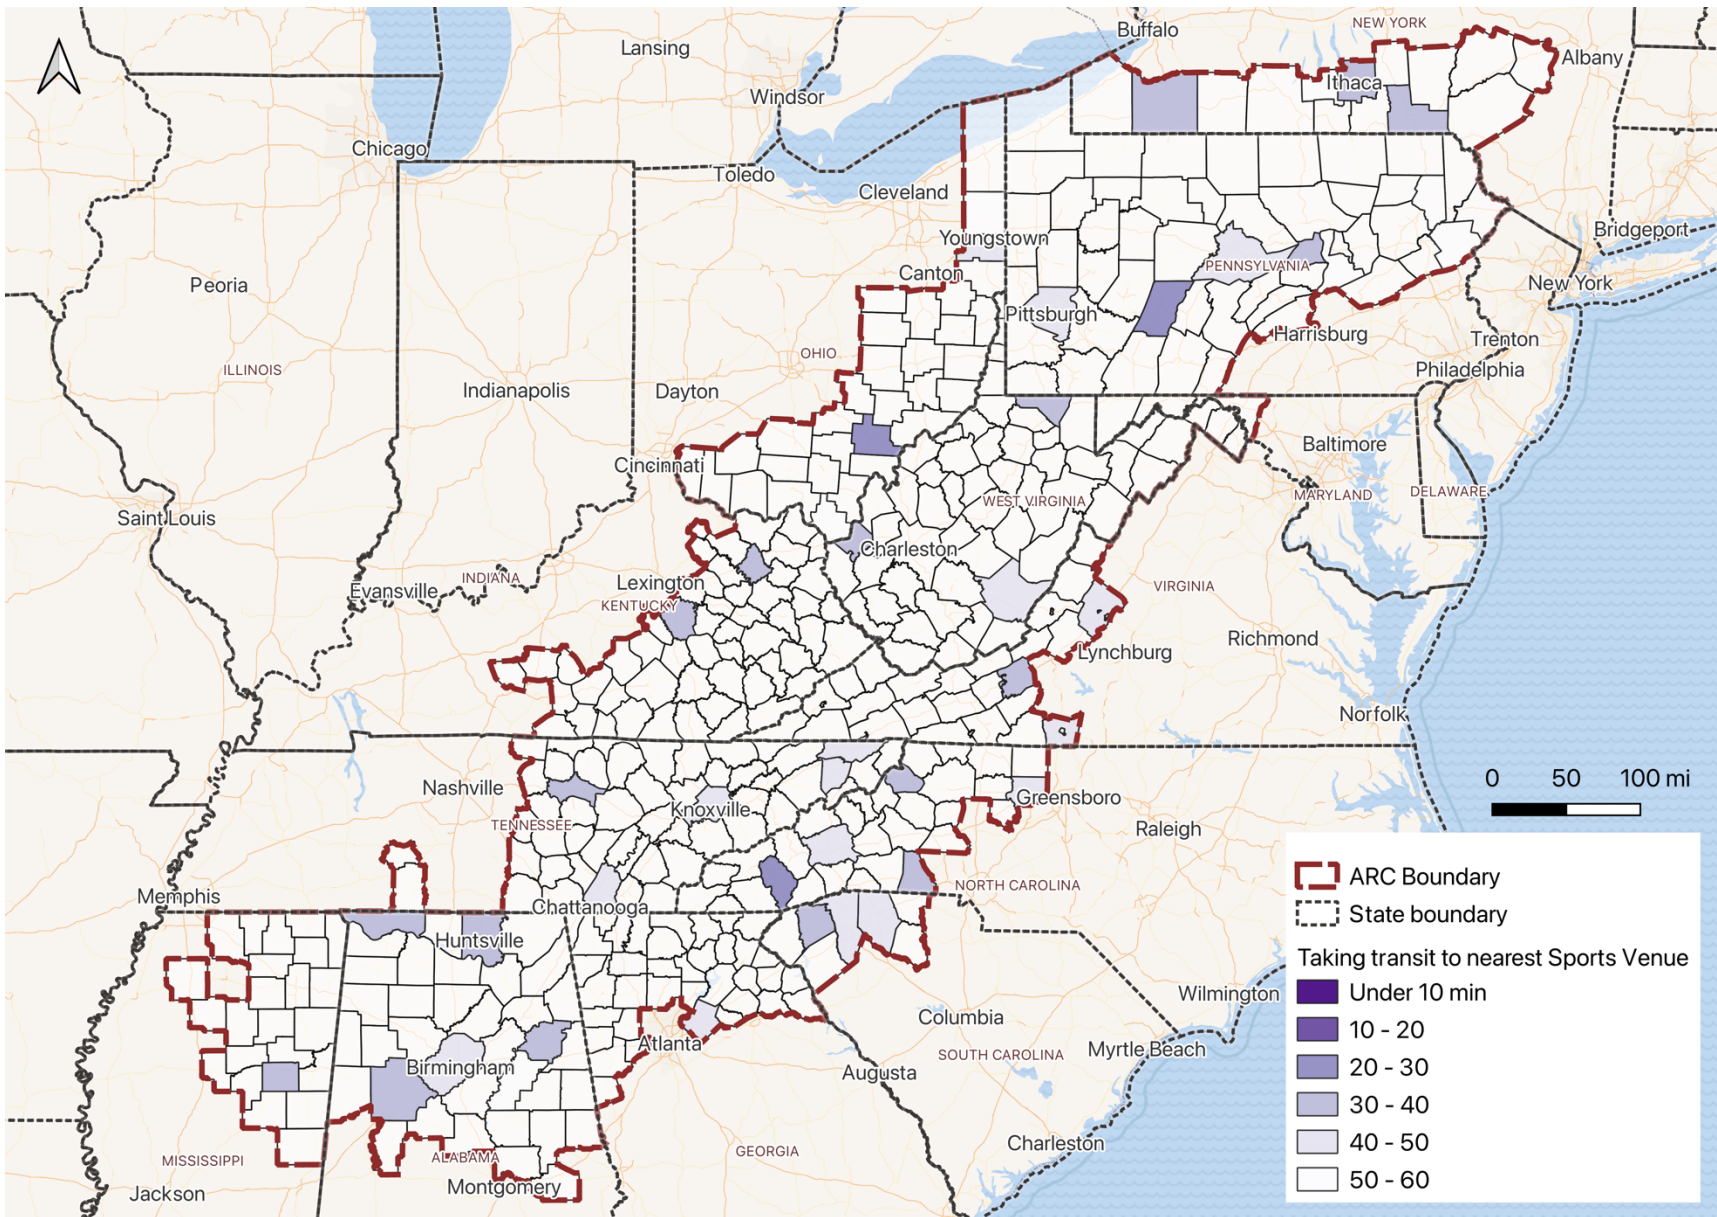 Buffalo
NEW YORK
Lansing
Albany
Ithaca
Windsor
Chicago
Toledo
Cleveland
Youngstown
Bridgeport
PENNSYLVANIA
Canton
New York
Peoria
Pittsburgh
Harrisburg
Trenton
OHIO
ILLINOIS
Philadelphia
Indianapolis
Dayton
Baltimore
Cincinnati
MARYLAND
DELAWARE
WEST VIRGINIA
Saint Louis
Charleston
INDIANA
Lexington
Evansville
VIRGINIA
KENTUCKY
Richmond
Lynchburg
Norfolk
0 50 100 mi
Nashville
Greensboro
Knoxville
TENNESSEE
Raleigh
ARC Boundary
NORTH CAROLINA
Memphis
Chattanooga
State boundary
Huntsville
Taking transit to nearest Sports Venue
Under 10 min
Wilmington
Columbia
10 - 20
Atlanta
Myrtle Beach
SOUTH CAROLINA
Birmingham
20 - 30
Augusta
30 - 40
Charleston
40 - 50
GEORGIA
ALABAMA
MISSISSIPPI
50 - 60
Montgomery
Jackson